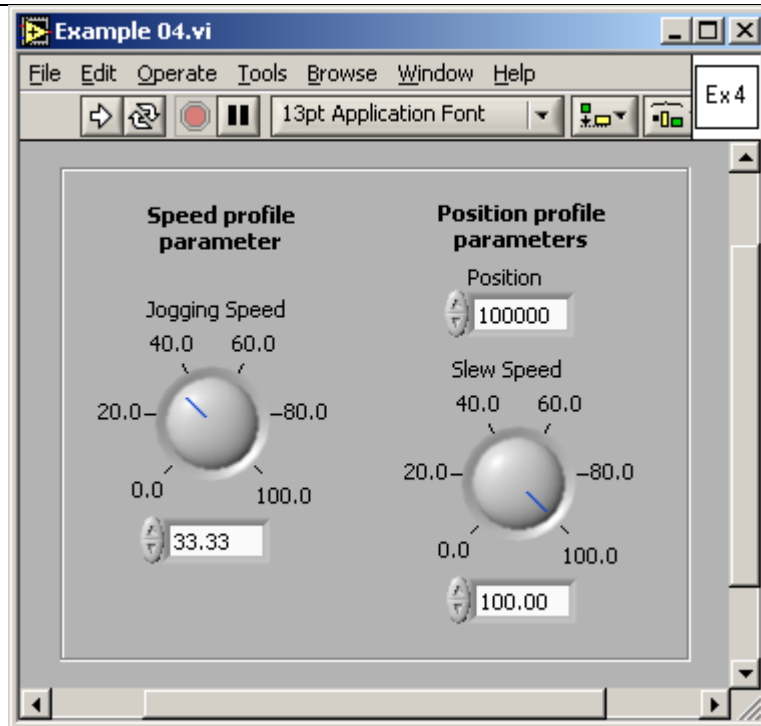 Example 04.vi
File Edit Operate Tools Browse Window Help
13pt Application Font
Ex 4
Speed profile
parameter
Jogging Speed
40.0 60.0
20.0 80.0
0.0 100.0
33.33
Position profile
parameters
Position
100000
Slew Speed
40.0 60.0
20.0 80.0
0.0 100.0
100.00